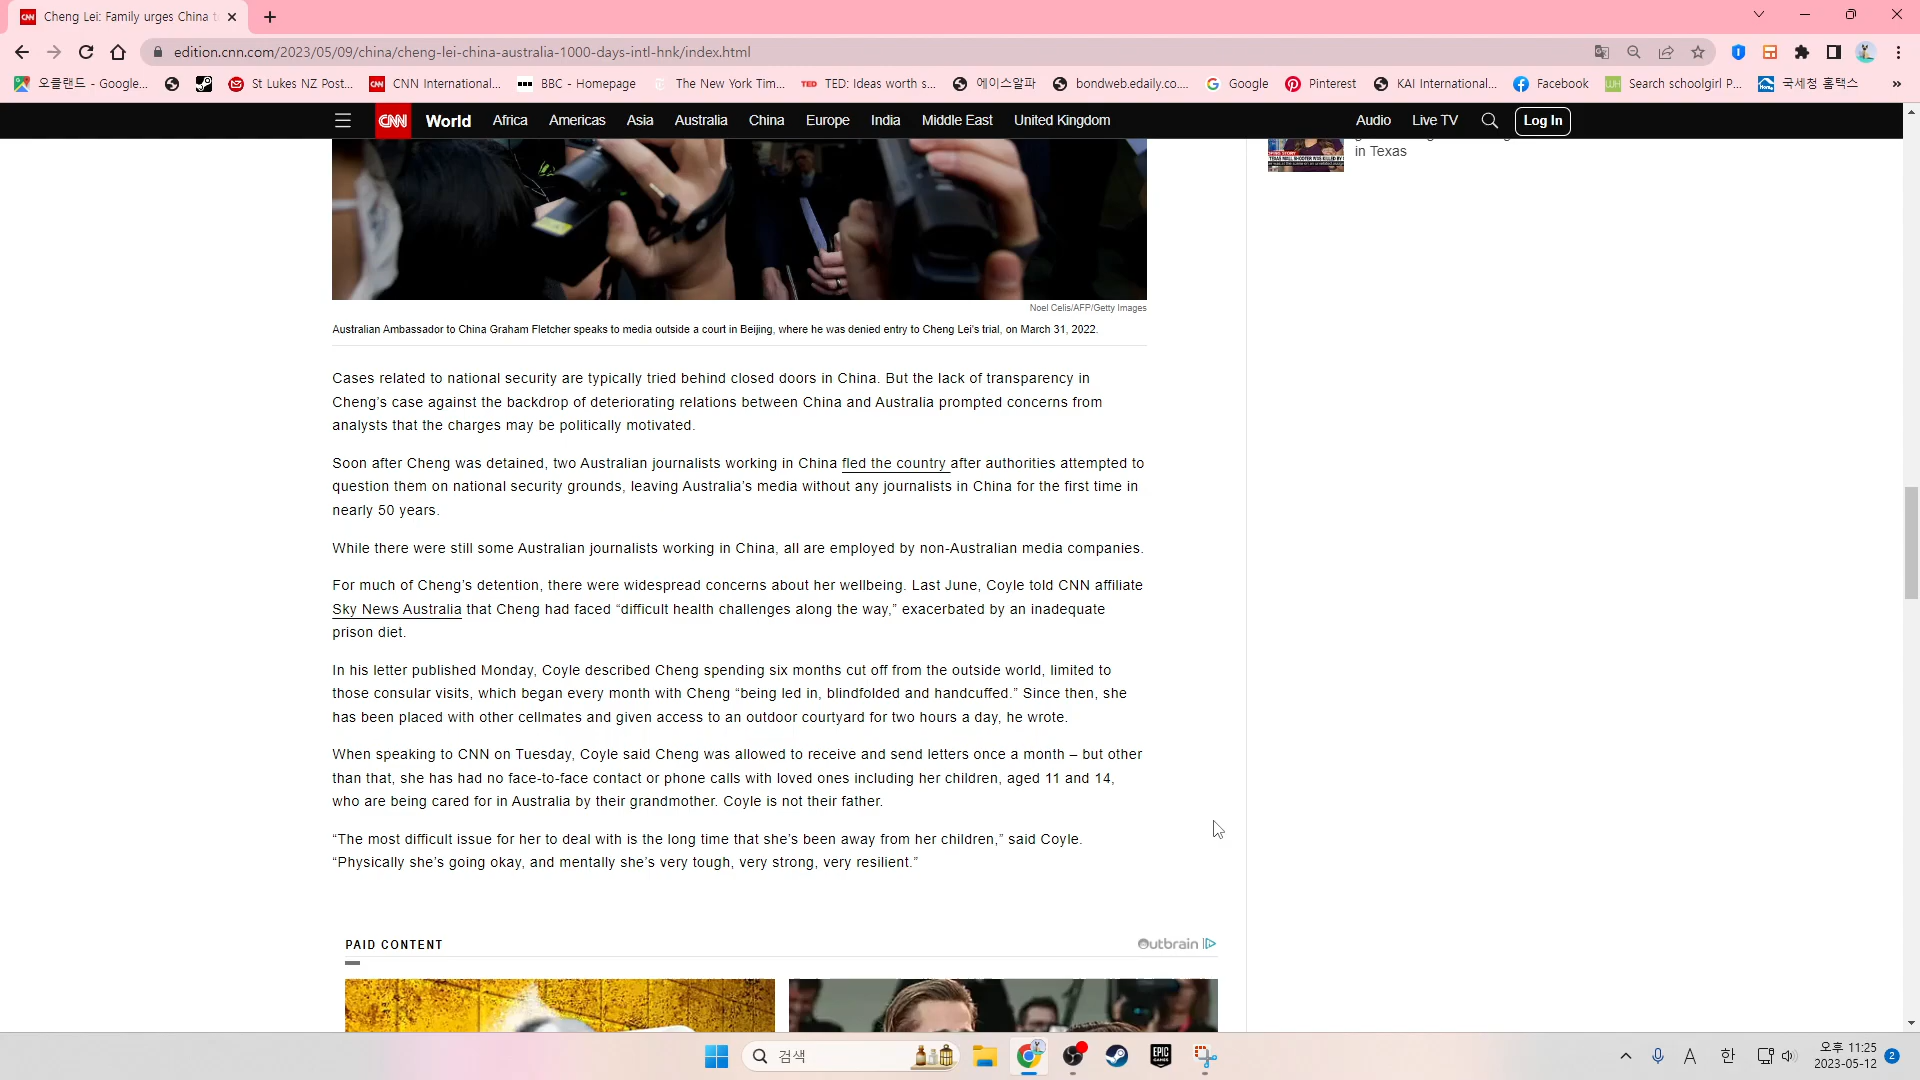 Cheng Lei: Family urges China t
edition.cnn.com/2023/05/09/china/cheng-lei-china-australia-1000-days-intl-hnk/index.html
오클랜드 - Google...
St Lukes NZ Post...
CNN International...
BBC - Homepage
The New York Tim...
TED: Ideas worth s...
에이스알파
bondweb.edaily.co....
Google
Pinterest
KAI International...
Facebook
Search schoolgirl P...
국세청 홈택스
CNN World Africa Americas Asia Australia China Europe India Middle East United Kingdom Audio Live TV Log In
in Texas
Noel Celis/AFP/Getty Images
Australian Ambassador to China Graham Fletcher speaks to media outside a court in Beijing, where he was denied entry to Cheng Lei's trial, on March 31, 2022.
Cases related to national security are typically tried behind closed doors in China. But the lack of transparency in
Cheng’s case against the backdrop of deteriorating relations between China and Australia prompted concerns from
analysts that the charges may be politically motivated.
Soon after Cheng was detained, two Australian journalists working in China fled the country after authorities attempted to
question them on national security grounds, leaving Australia’s media without any journalists in China for the first time in
nearly 50 years.
While there were still some Australian journalists working in China, all are employed by non-Australian media companies.
For much of Cheng’s detention, there were widespread concerns about her wellbeing. Last June, Coyle told CNN affiliate
Sky News Australia that Cheng had faced “difficult health challenges along the way,” exacerbated by an inadequate
prison diet.
In his letter published Monday, Coyle described Cheng spending six months cut off from the outside world, limited to
those consular visits, which began every month with Cheng “being led in, blindfolded and handcuffed.” Since then, she
has been placed with other cellmates and given access to an outdoor courtyard for two hours a day, he wrote.
When speaking to CNN on Tuesday, Coyle said Cheng was allowed to receive and send letters once a month – but other
than that, she has had no face-to-face contact or phone calls with loved ones including her children, aged 11 and 14,
who are being cared for in Australia by their grandmother. Coyle is not their father.
“The most difficult issue for her to deal with is the long time that she’s been away from her children,” said Coyle.
“Physically she’s going okay, and mentally she’s very tough, very strong, very resilient.”
PAID CONTENT
Outbrain
검색
EPIC GAMES
A 한
오후 11:25
2023-05-12
2